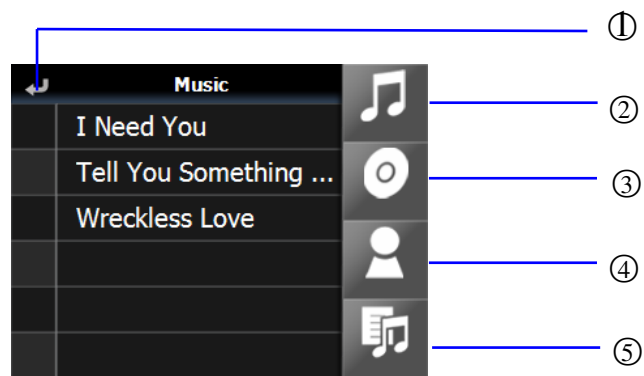 ①
Music
②
I Need You
Tell You Something ...
③
Wreckless Love
④
⑤